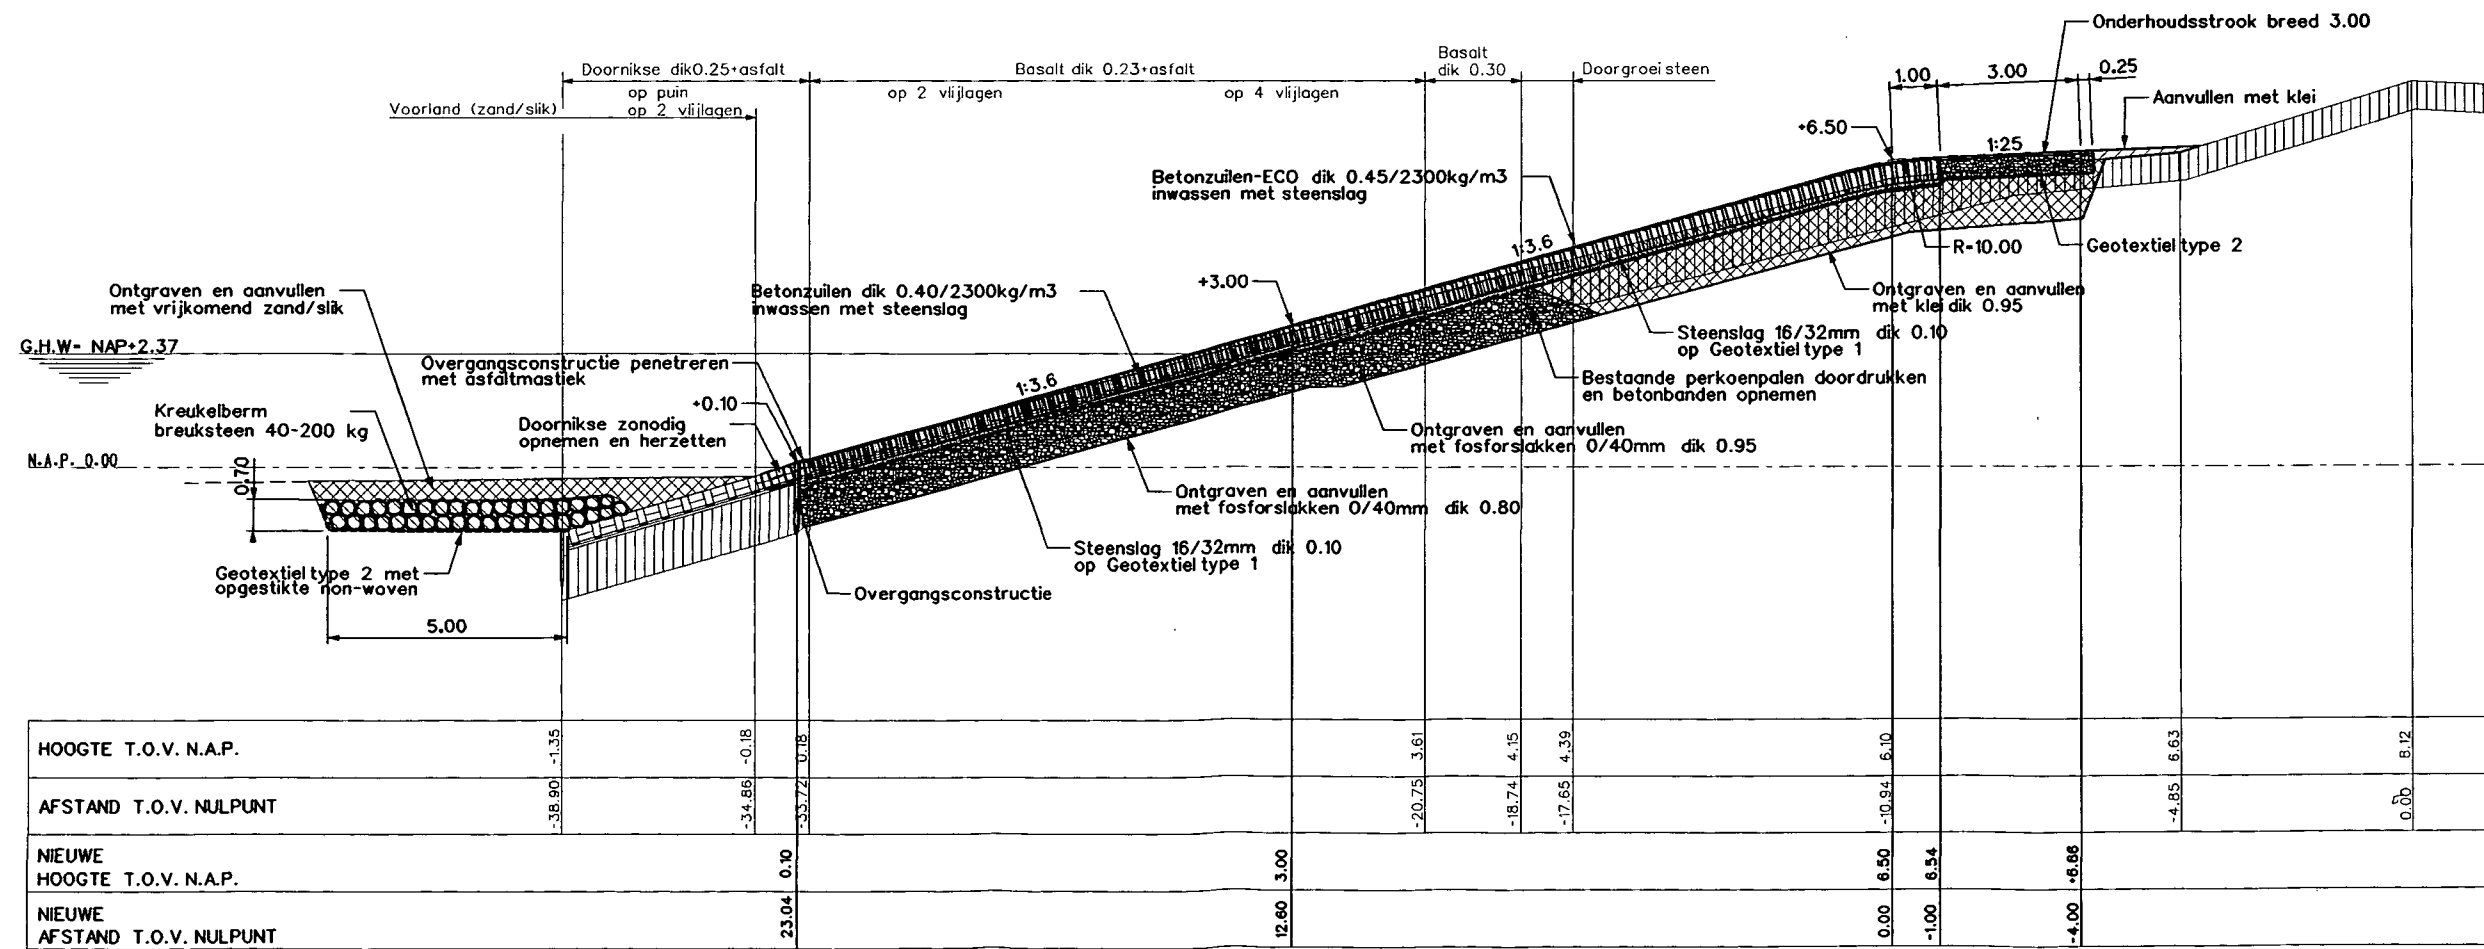 Onderhoudsstrook breed 3.00
Doornikse dik0.25+asfalt
op puin
op 2 vlijlagen
Voorland (zand/slik)
Basalt dik 0.23+asfalt
op 2 vlijlagen
op 4 vlijlagen
Basalt
dik 0.30
Doorgroeisteen
1.00
3.00
0.25
Aanvullen met klei
+6.50
1:25
Betonzuilen-ECO dik 0.45/2300kg/m3
inwassen met steenslag
1:3.6
R=10.00
Geotextiel type 2
+3.00
Ontgraven en aanvullen
met vrijkomend zand/slik
Betonzuilen dik 0.40/2300kg/m3
inwassen met steenslag
Ontgraven en aanvullen
met klei dik 0.95
Steenslag 16/32mm dik 0.10
op Geotextiel type 1
G.H.W= NAP+2.37
Overgangsconstructie penetreren
met asfaltmastiek
1:3.6
Bestaande perkoenpalen doordrukken
en betonbanden opnemen
+0.10
Kreukelberm
breuksteen 40-200 kg
Doornikse zonodig
opnemen en herzetten
Ontgraven en aanvullen
met fosforslakken 0/40mm dik 0.95
N.A.P. 0.00
0.70
Ontgraven en aanvullen
met fosforslakken 0/40mm dik 0.80
Steenslag 16/32mm dik 0.10
op Geotextiel type 1
Geotextiel type 2 met
opgestikte non-woven
Overgangsconstructie
5.00
HOOGTE T.O.V. N.A.P. -1.35 -0.18 0.18 3.61 4.15 4.39 6.10 6.63 8.12
AFSTAND T.O.V. NULPUNT -38.90 -34.86 -33.72 -20.75 -18.74 -17.65 -10.94 -4.85 0.00
NIEUWE
HOOGTE T.O.V. N.A.P. 0.10 3.00 6.50 6.54 +6.66
NIEUWE
AFSTAND T.O.V. NULPUNT 23.04 12.60 0.00 -1.00 -4.00